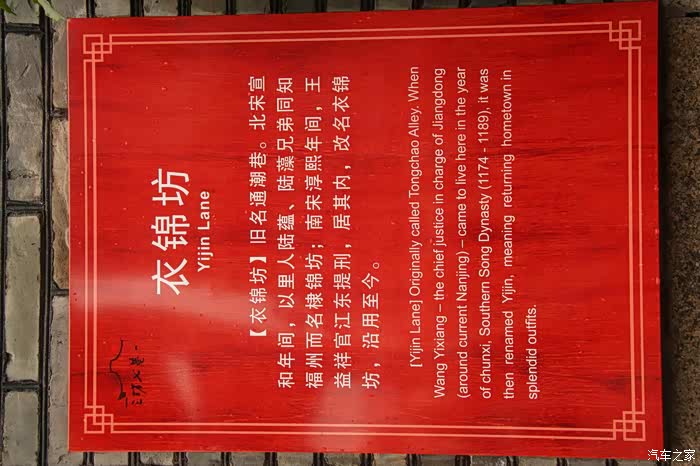 三坊七巷
衣锦坊
Yijin Lane
【衣锦坊】旧名通潮巷。北宋宣
和年间，以里人陆蕴、陆藻兄弟同知
福州而名棣锦坊；南宋淳熙年间，王
益祥官江东提刑，居其内，改名衣锦
坊，沿用至今。
[Yijin Lane] Originally called Tongchao Alley. When
Wang Yixiang – the chief justice in charge of Jiangdong
(around current Nanjing) – came to live here in the year
of chunxi, Southern Song Dynasty (1174 - 1189), it was
then renamed Yijin, meaning returning hometown in
splendid outfits.
汽车之家